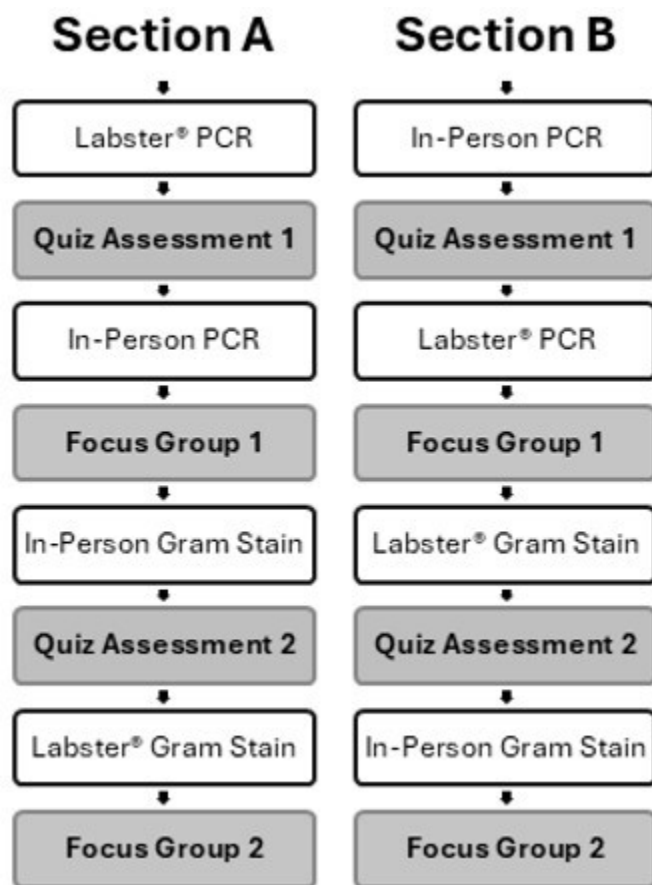 Section A
Labster® PCR
Quiz Assessment 1
In-Person PCR
Focus Group 1
In-Person Gram Stain
Quiz Assessment 2
Labster® Gram Stain
Focus Group 2
Section B
In-Person PCR
Quiz Assessment 1
Labster® PCR
Focus Group 1
Labster® Gram Stain
Quiz Assessment 2
In-Person Gram Stain
Focus Group 2